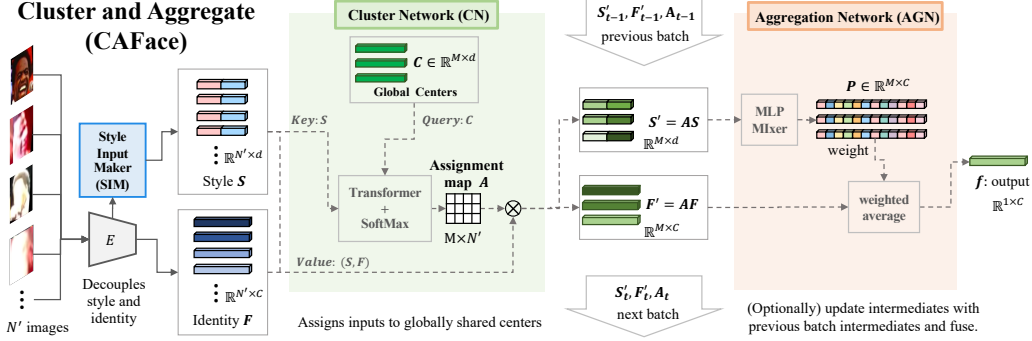 Cluster and Aggregate
(CAFace)
Style
Input
Maker
(SIM)
E
Decouples
style and
identity
N′ images
ℝ^{N′×d}
Style S
ℝ^{N′×C}
Identity F
Cluster Network (CN)
C ∈ ℝ^{M×d}
Global Centers
Key: S
Query: C
Transformer
+
SoftMax
Assignment
map A
M×N′
Value: (S, F)
Assigns inputs to globally shared centers
S′_{t−1}, F′_{t−1}, A_{t−1}
previous batch
S′ = AS
ℝ^{M×d}
F′ = AF
ℝ^{M×C}
S′_t, F′_t, A_t
next batch
Aggregation Network (AGN)
P ∈ ℝ^{M×C}
MLP
MIxer
weight
weighted
average
f: output
ℝ^{1×C}
(Optionally) update intermediates with
previous batch intermediates and fuse.